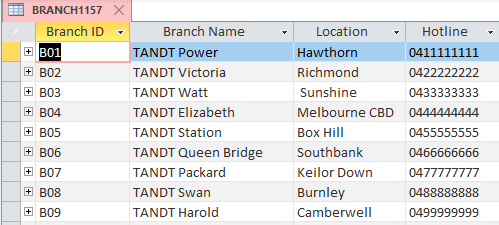 BRANCH1157
Branch ID Branch Name Location Hotline
B01 TANDT Power Hawthorn 0411111111
B02 TANDT Victoria Richmond 0422222222
B03 TANDT Watt Sunshine 0433333333
B04 TANDT Elizabeth Melbourne CBD 0444444444
B05 TANDT Station Box Hill 0455555555
B06 TANDT Queen Bridge Southbank 0466666666
B07 TANDT Packard Keilor Down 0477777777
B08 TANDT Swan Burnley 0488888888
B09 TANDT Harold Camberwell 0499999999